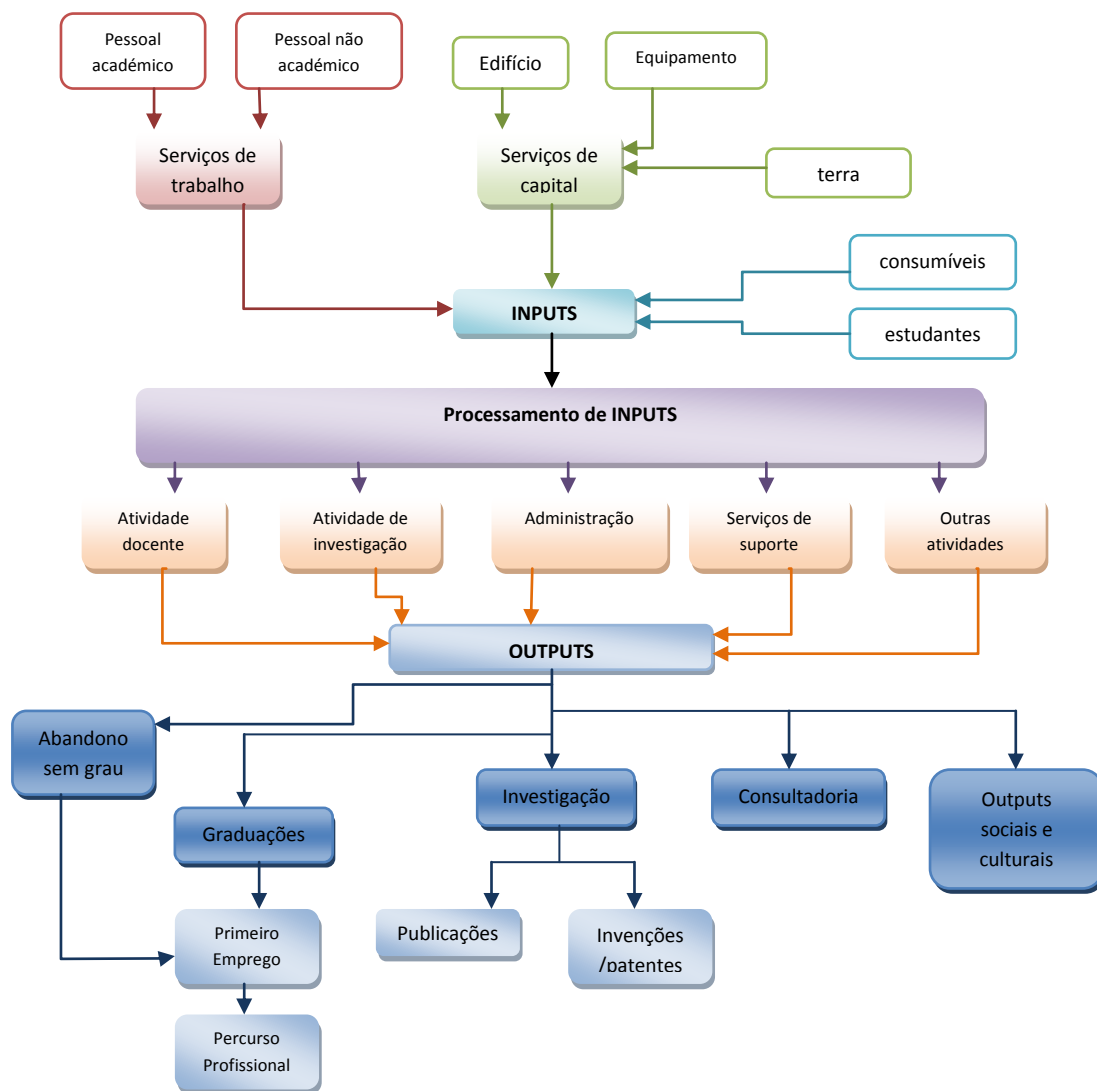 Pessoal
académico
Pessoal não
académico
Edifício
Equipamento
Serviços de
trabalho
Serviços de
capital
terra
consumíveis
INPUTS
estudantes
Processamento de INPUTS
Atividade
docente
Atividade de
investigação
Administração
Serviços de
suporte
Outras
atividades
OUTPUTS
Abandono
sem grau
Graduações
Investigação
Consultadoria
Outputs
sociais e
culturais
Primeiro
Emprego
Publicações
Invenções
/patentes
Percurso
Profissional